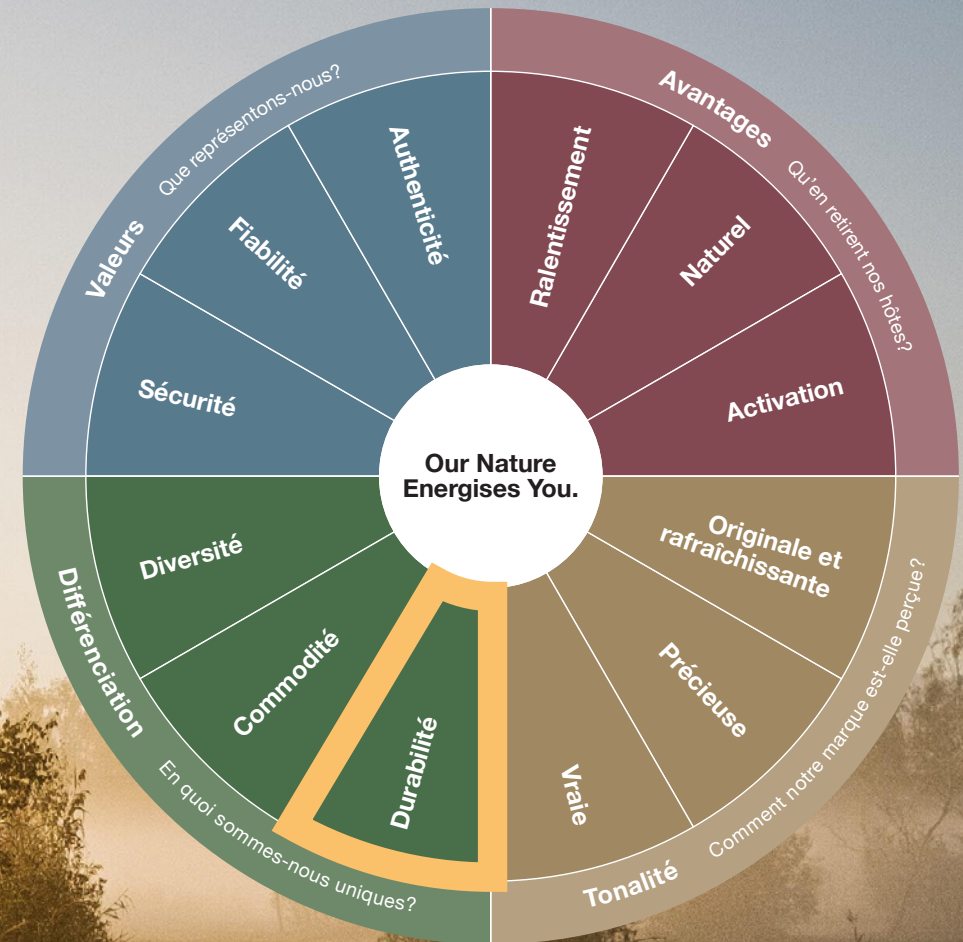 Valeurs
Que représentons-nous?
Sécurité
Fiabilité
Authenticité
Avantages
Qu'en retirent nos hôtes?
Ralentissement
Naturel
Activation
Our Nature
Energises You.
Différenciation
En quoi sommes-nous uniques?
Diversité
Commodité
Durabilité
Tonalité
Comment notre marque est-elle perçue?
Originale et
rafraîchissante
Précieuse
Vraie